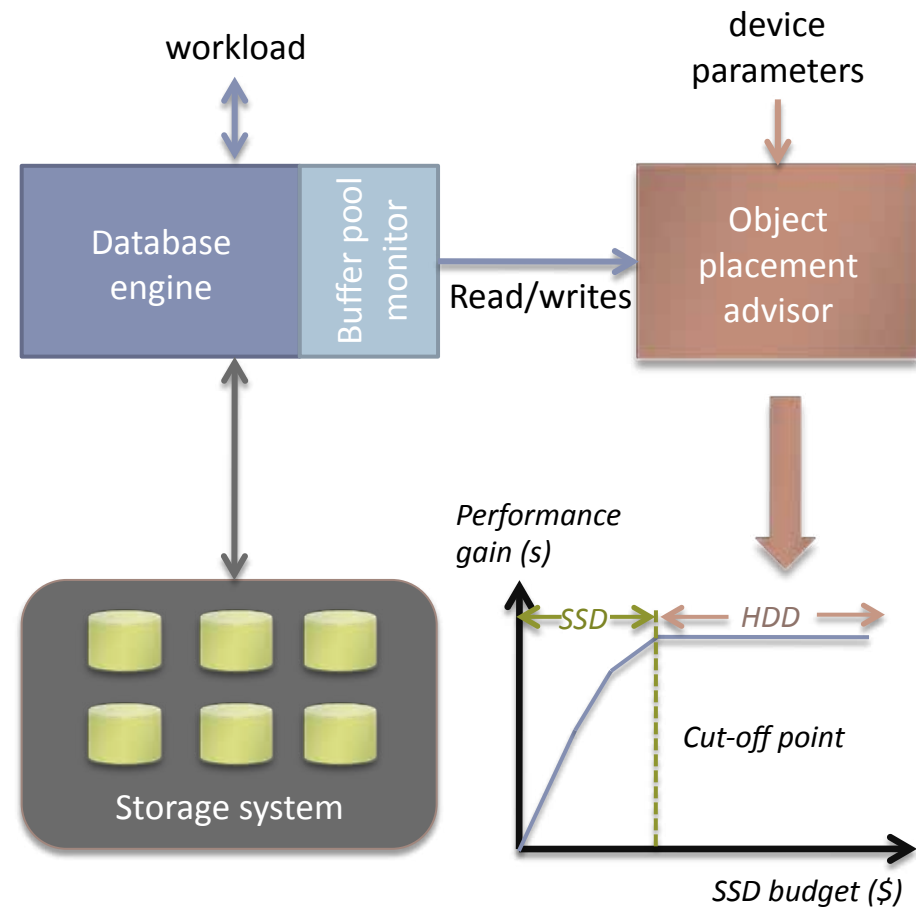 workload
device
parameters
Database
engine
Buffer pool
monitor
Read/writes
Object
placement
advisor
Performance
gain (s)
SSD
HDD
Cut-off point
Storage system
SSD budget ($)